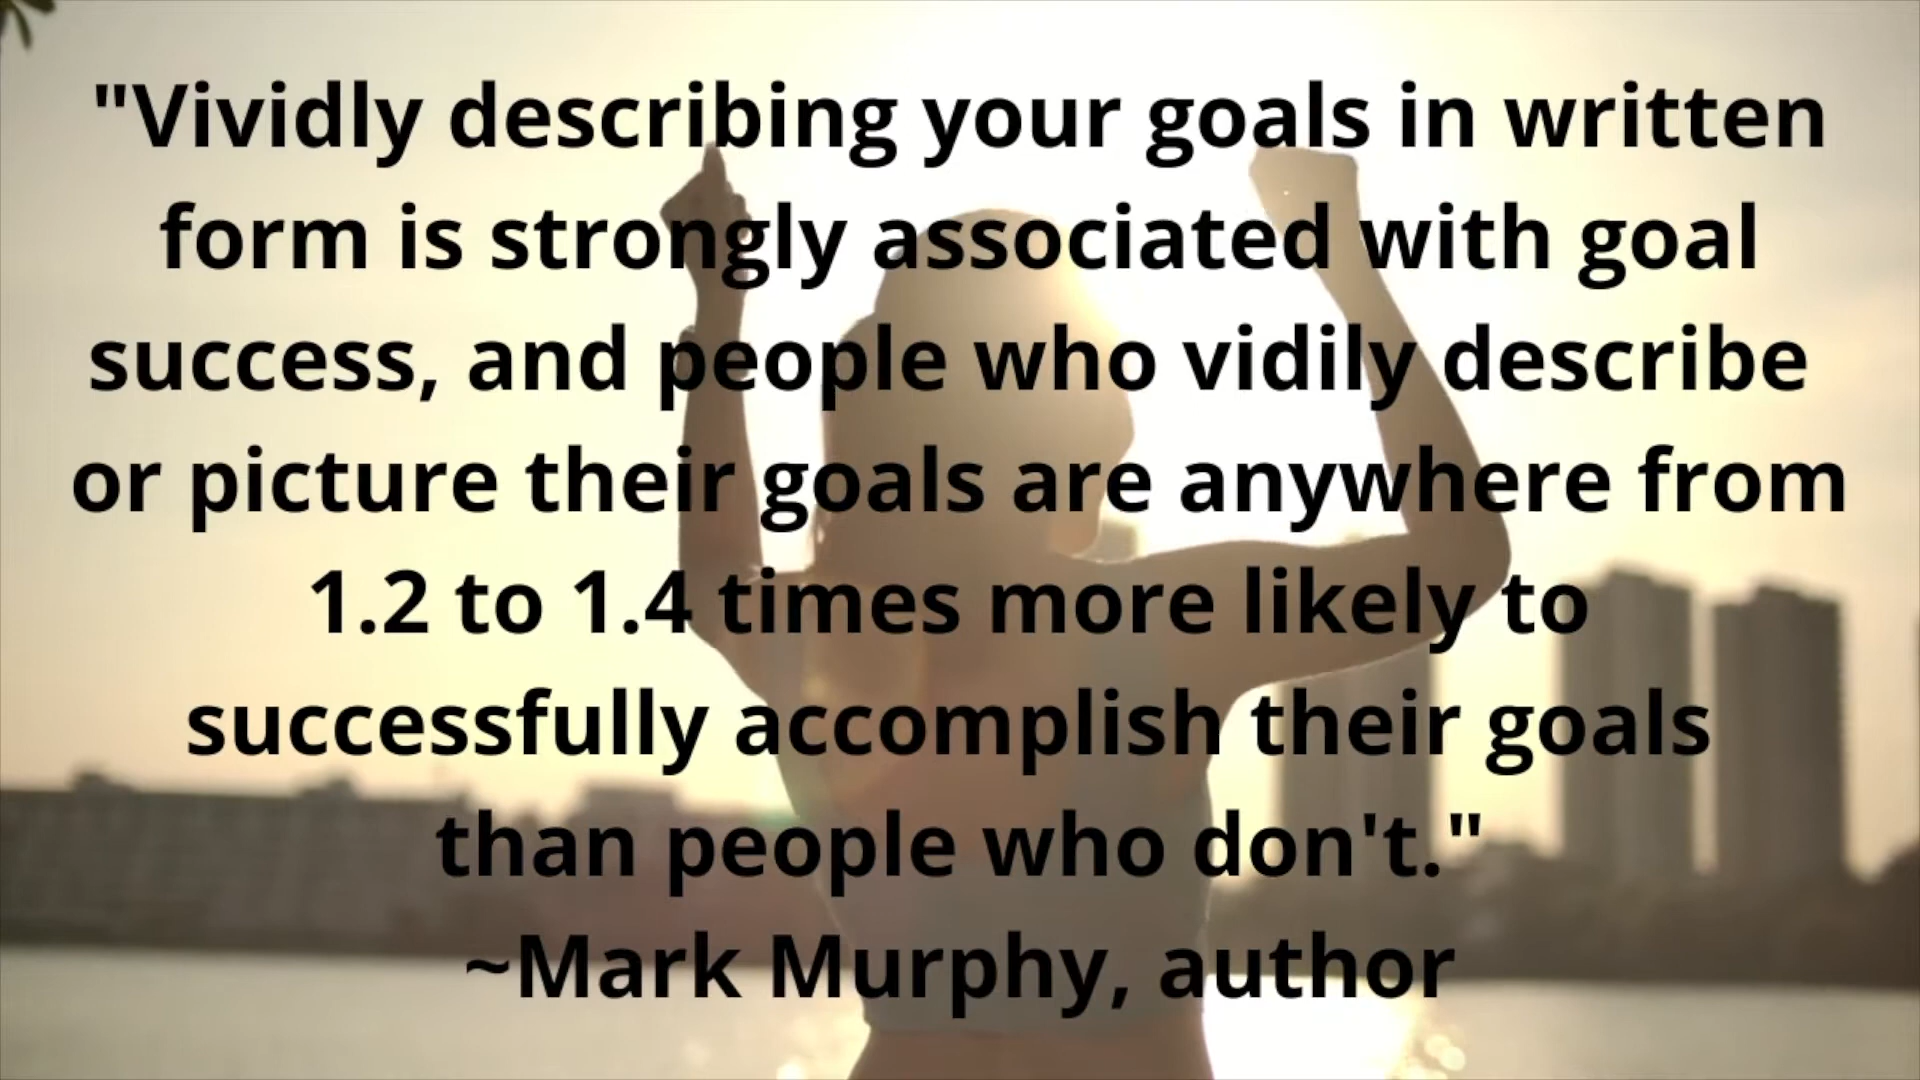 "Vividly describing your goals in written
form is strongly associated with goal
success, and people who vidily describe
or picture their goals are anywhere from
1.2 to 1.4 times more likely to
successfully accomplish their goals
than people who don't."
~Mark Murphy, author